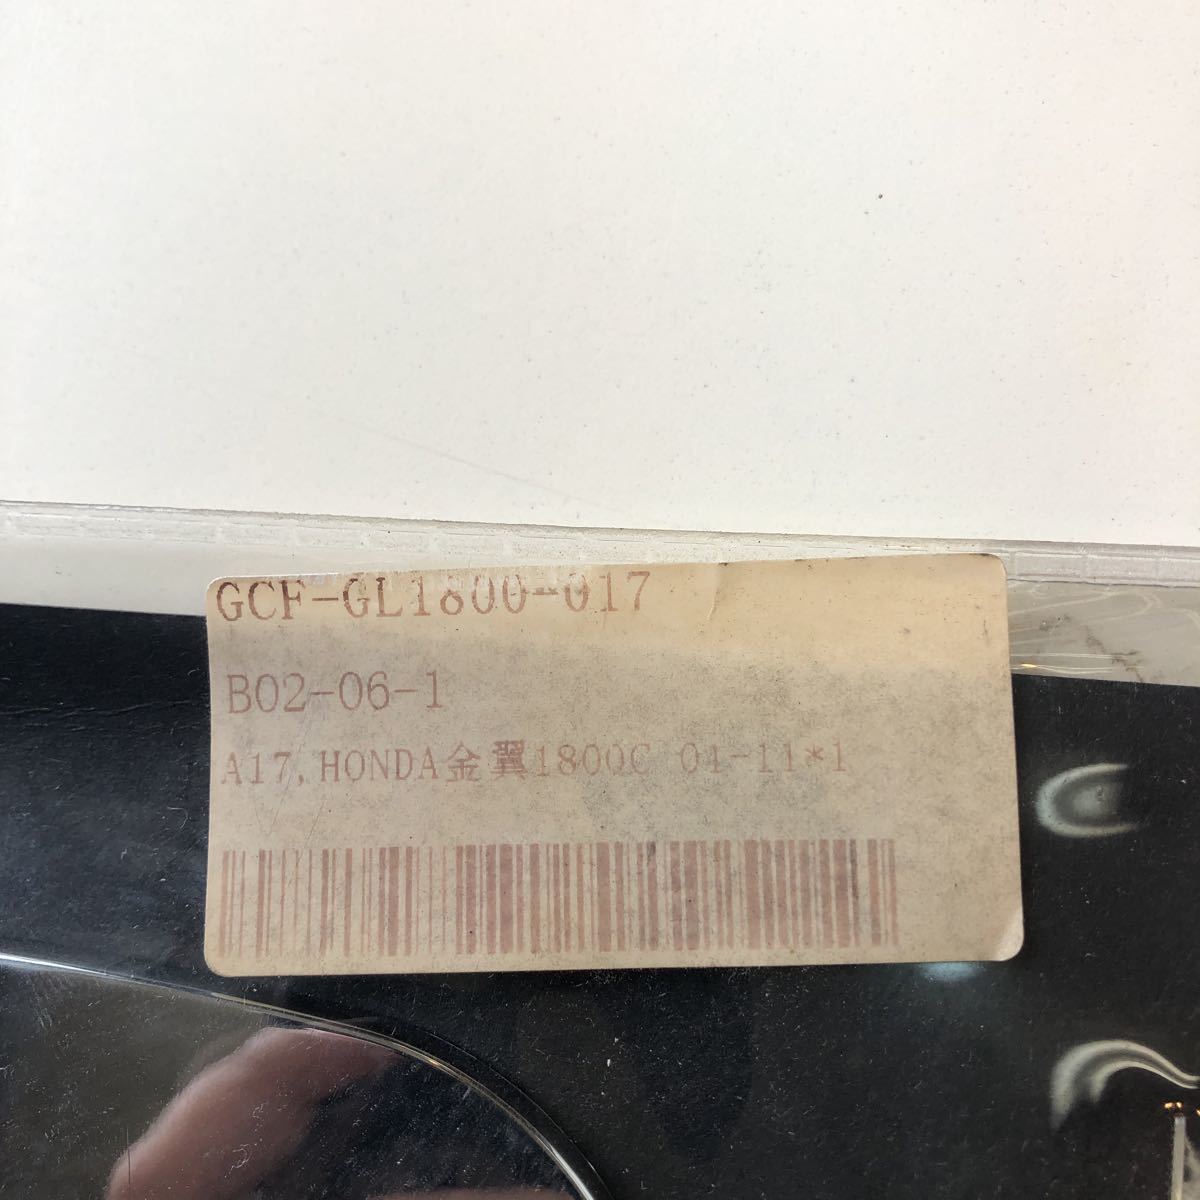 GCF-GL1800-017
B02-06-1
A17,HONDA金翼1800C 01-11*1